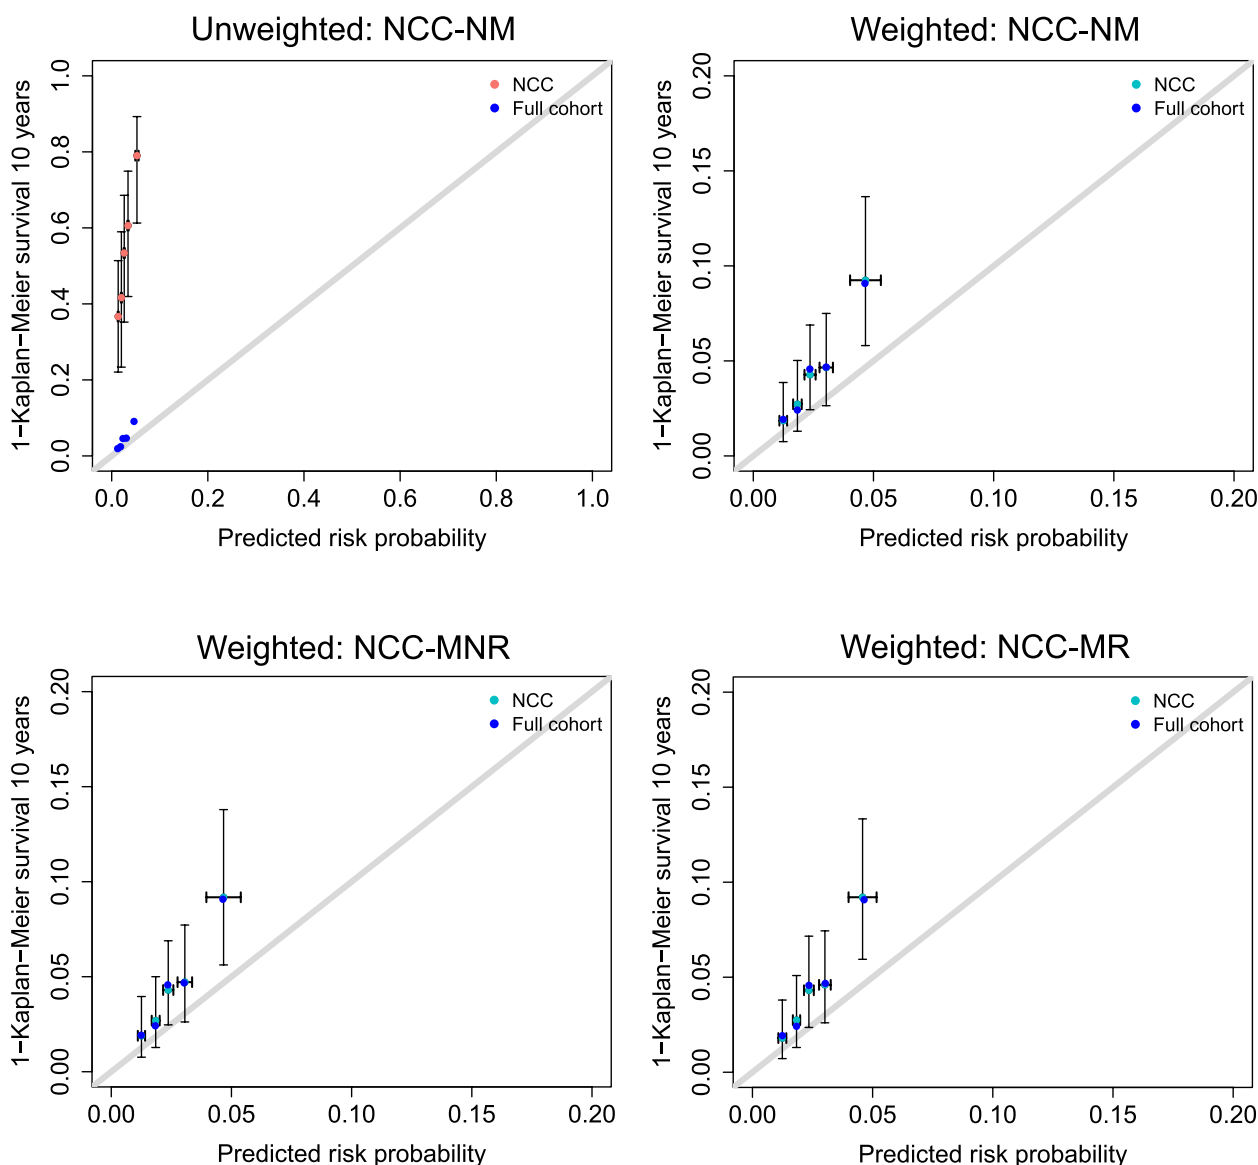 Unweighted: NCC-NM
1−Kaplan−Meier survival 10 years
1.0
0.8
0.6
0.4
0.2
0.0
NCC
Full cohort
0.0 0.2 0.4 0.6 0.8 1.0
Predicted risk probability
Weighted: NCC-NM
1−Kaplan−Meier survival 10 years
0.20
0.15
0.10
0.05
0.00
NCC
Full cohort
0.00 0.05 0.10 0.15 0.20
Predicted risk probability
Weighted: NCC-MNR
1−Kaplan−Meier survival 10 years
0.20
0.15
0.10
0.05
0.00
NCC
Full cohort
0.00 0.05 0.10 0.15 0.20
Predicted risk probability
Weighted: NCC-MR
1−Kaplan−Meier survival 10 years
0.20
0.15
0.10
0.05
0.00
NCC
Full cohort
0.00 0.05 0.10 0.15 0.20
Predicted risk probability